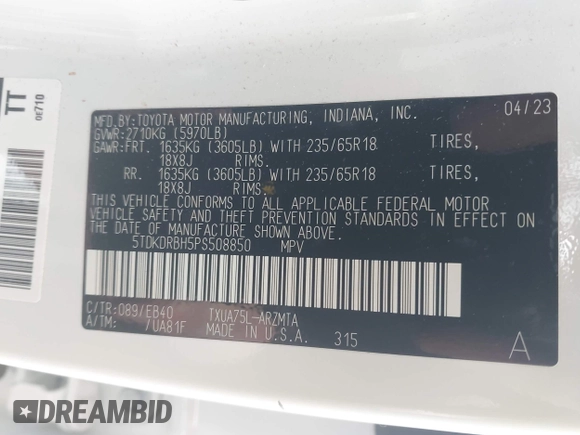 TT
0E710
MFD.BY:TOYOTA MOTOR MANUFACTURING, INDIANA, INC. 04/23
GVWR:2710KG (5970LB)
GAWR:FRT. 1635KG (3605LB) WITH 235/65R18 TIRES,
18X8J RIMS.
RR. 1635KG (3605LB) WITH 235/65R18 TIRES,
18X8J RIMS.
THIS VEHICLE CONFORMS TO ALL APPLICABLE FEDERAL MOTOR
VEHICLE SAFETY AND THEFT PREVENTION STANDARDS IN EFFECT ON
THE DATE OF MANUFACTURE SHOWN ABOVE.
5TDKDRBH5PS508850 MPV
C/TR:089/EB40 TXUA75L-ARZMTA
A/TM: /UA81F MADE IN U.S.A. 315 A
DREAMBID